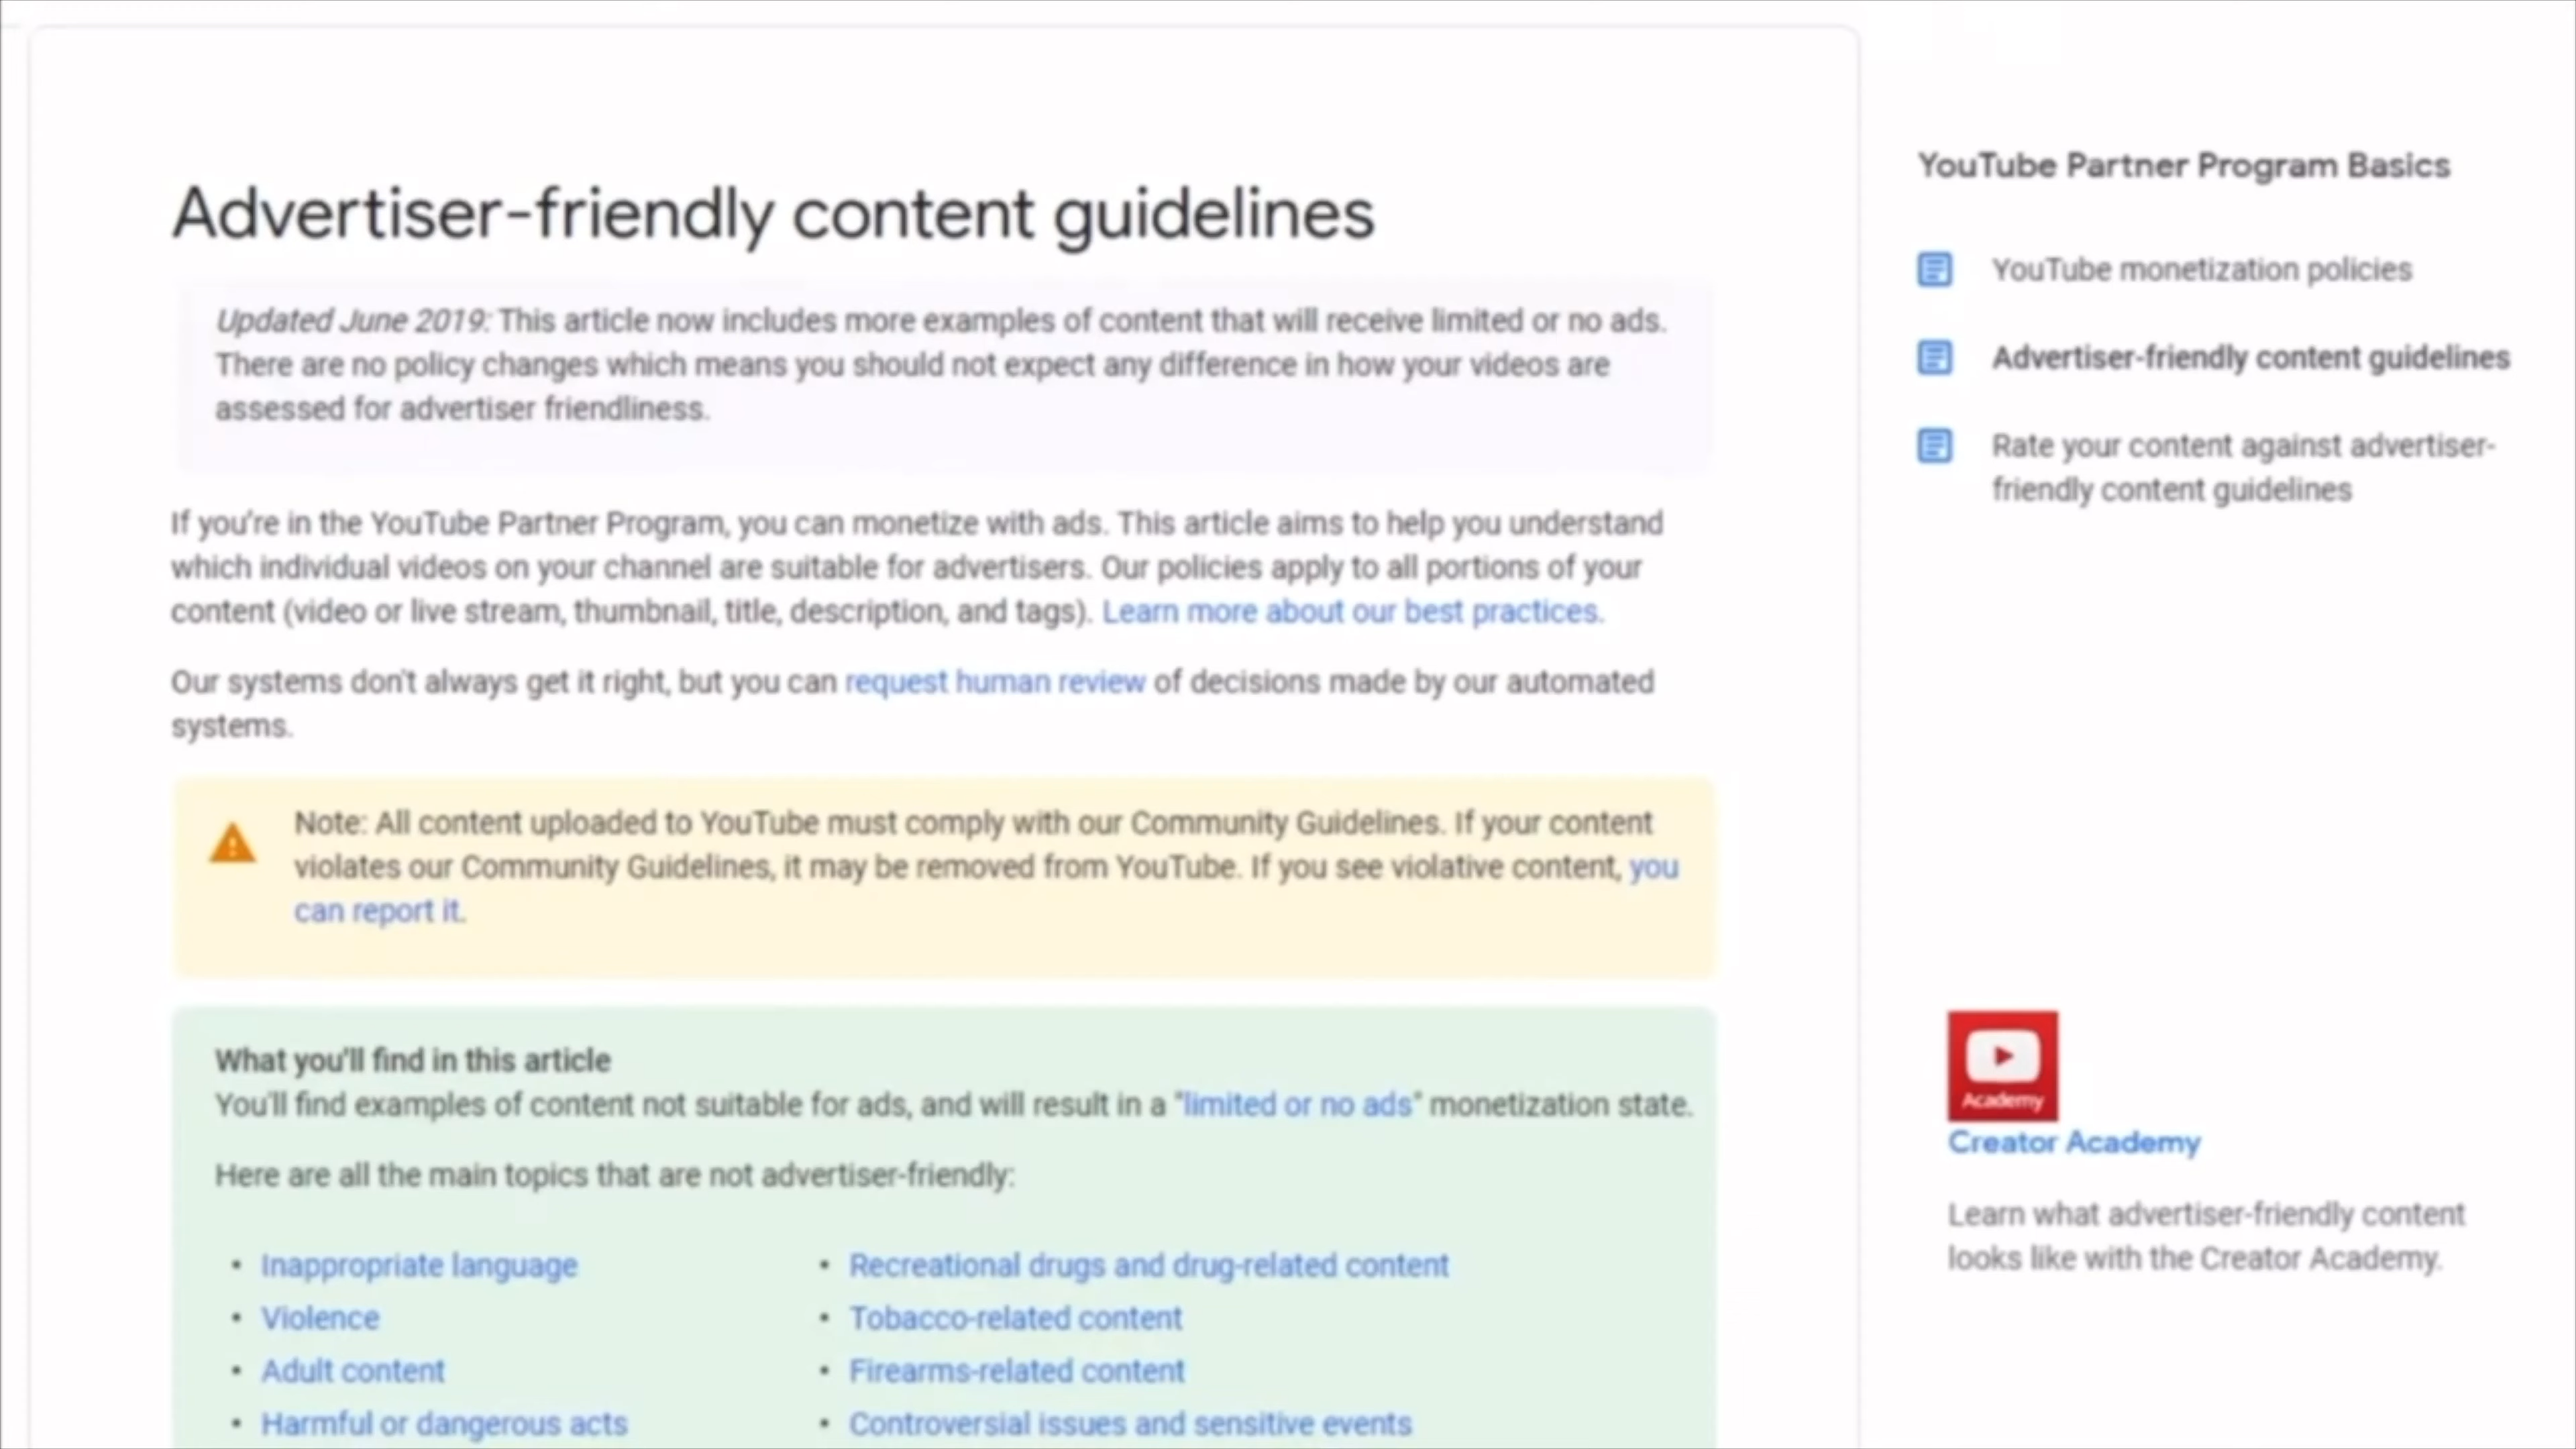 Advertiser-friendly content guidelines
Updated June 2019: This article now includes more examples of content that will receive limited or no ads.
There are no policy changes which means you should not expect any difference in how your videos are
assessed for advertiser friendliness.
If you're in the YouTube Partner Program, you can monetize with ads. This article aims to help you understand
which individual videos on your channel are suitable for advertisers. Our policies apply to all portions of your
content (video or live stream, thumbnail, title, description, and tags). Learn more about our best practices.
Our systems don't always get it right, but you can request human review of decisions made by our automated
systems.
Note: All content uploaded to YouTube must comply with our Community Guidelines. If your content
violates our Community Guidelines, it may be removed from YouTube. If you see violative content, you
can report it.
What you'll find in this article
You'll find examples of content not suitable for ads, and will result in a "limited or no ads" monetization state.
Here are all the main topics that are not advertiser-friendly:
• Inappropriate language
• Violence
• Adult content
• Harmful or dangerous acts
• Recreational drugs and drug-related content
• Tobacco-related content
• Firearms-related content
• Controversial issues and sensitive events
YouTube Partner Program Basics
YouTube monetization policies
Advertiser-friendly content guidelines
Rate your content against advertiser-
friendly content guidelines
Academy
Creator Academy
Learn what advertiser-friendly content
looks like with the Creator Academy.